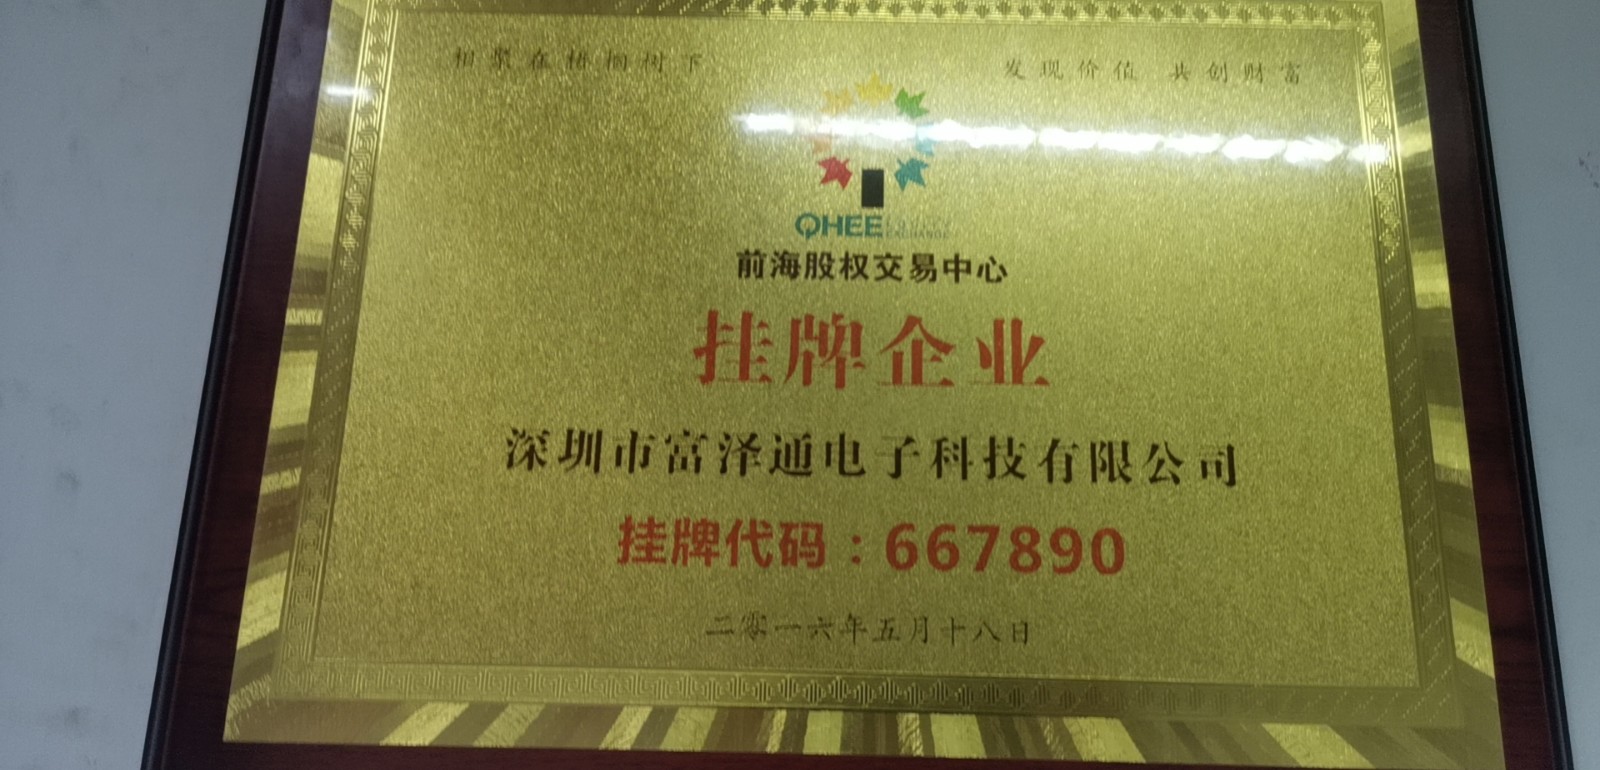 相聚在梧桐树下
发现价值 共创财富
QHEE
EXCHANGE
前海股权交易中心
挂牌企业
深圳市富泽通电子科技有限公司
挂牌代码：667890
二零一六年五月十八日